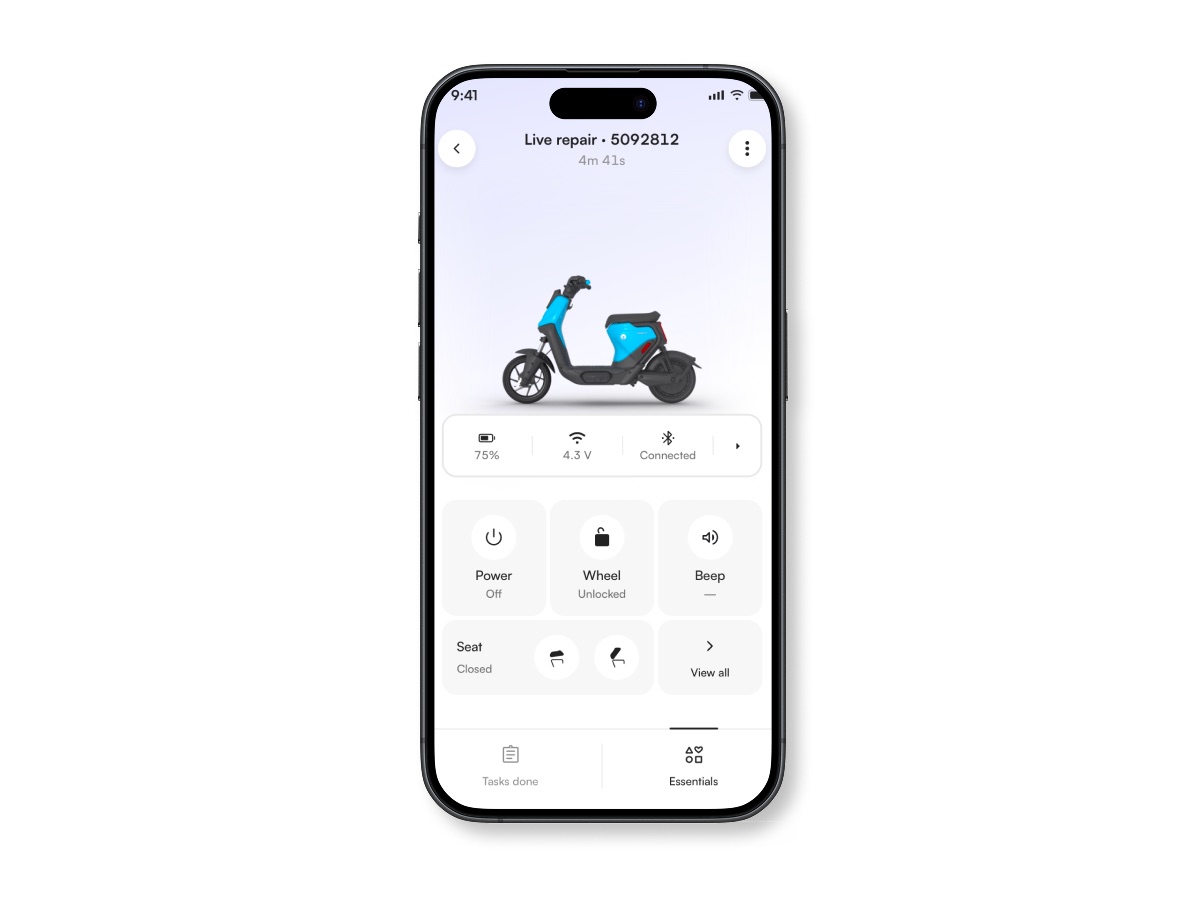 9:41
Live repair · 5092812
4m 41s
75%
4.3 V
Connected
Power
Off
Wheel
Unlocked
Beep
—
Seat
Closed
View all
Tasks done
Essentials